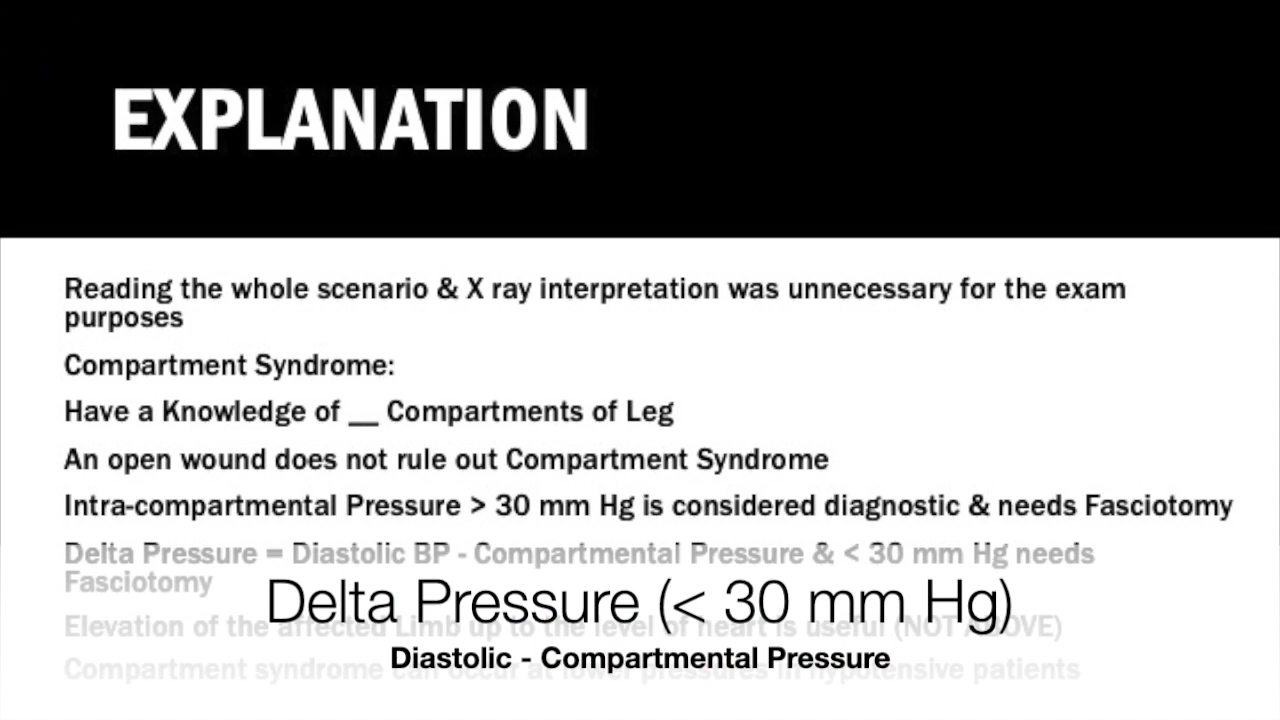 EXPLANATION
Reading the whole scenario & X ray interpretation was unnecessary for the exam
purposes
Compartment Syndrome:
Have a Knowledge of __ Compartments of Leg
An open wound does not rule out Compartment Syndrome
Intra-compartmental Pressure > 30 mm Hg is considered diagnostic & needs Fasciotomy
Delta Pressure = Diastolic BP - Compartmental Pressure & < 30 mm Hg needs
Fasciotomy
Delta Pressure (< 30 mm Hg)
Elevation of the affected Limb up to the level of heart is useful (NOT ABOVE)
Diastolic - Compartmental Pressure
Compartment syndrome can occur at lower pressures in hypotensive patients